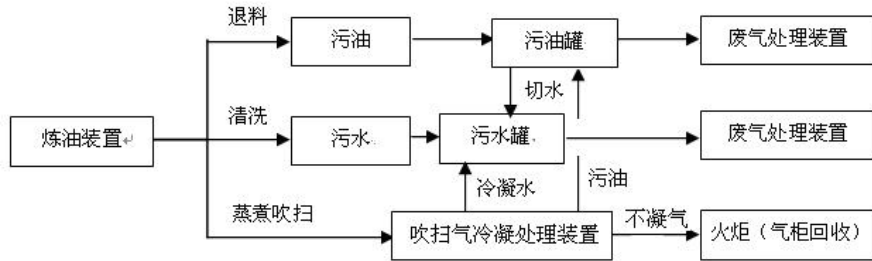 退料
污油
污油罐
废气处理装置
切水
炼油装置
清洗
污水
污水罐
废气处理装置
冷凝水
污油
蒸煮吹扫
吹扫气冷凝处理装置
不凝气
火炬（气柜回收）